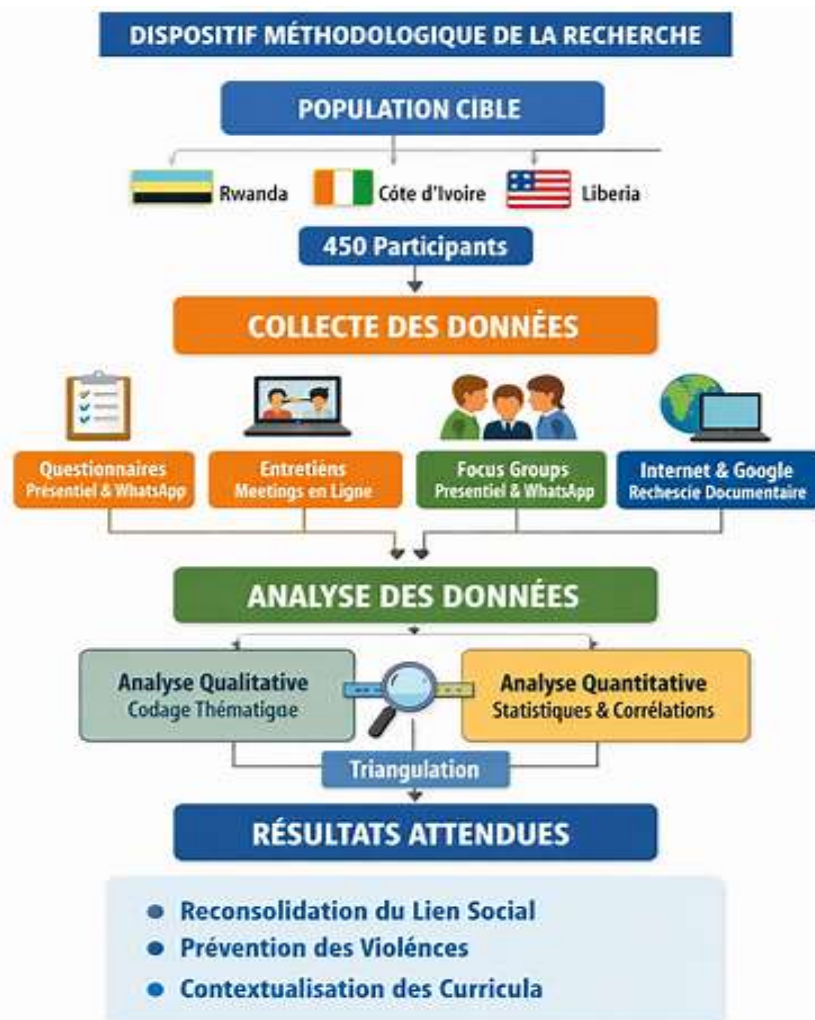 DISPOSITIF MÉTHODOLOGIQUE DE LA RECHERCHE
POPULATION CIBLE
Rwanda
Côte d'Ivoire
Liberia
450 Participants
COLLECTE DES DONNÉES
Questionnaires
Présentiel & WhatsApp
Entretiéns
Meetings en Ligne
Focus Groups
Presentiel & WhatsApp
Internet & Google
Rechescie Documentaire
ANALYSE DES DONNÉES
Analyse Qualitative
Codage Thématique
Analyse Quantitative
Statistiques & Corrélations
Triangulation
RÉSULTATS ATTENDUES
Reconsolidation du Lien Social
Prévention des Violénces
Contextualisation des Curricula